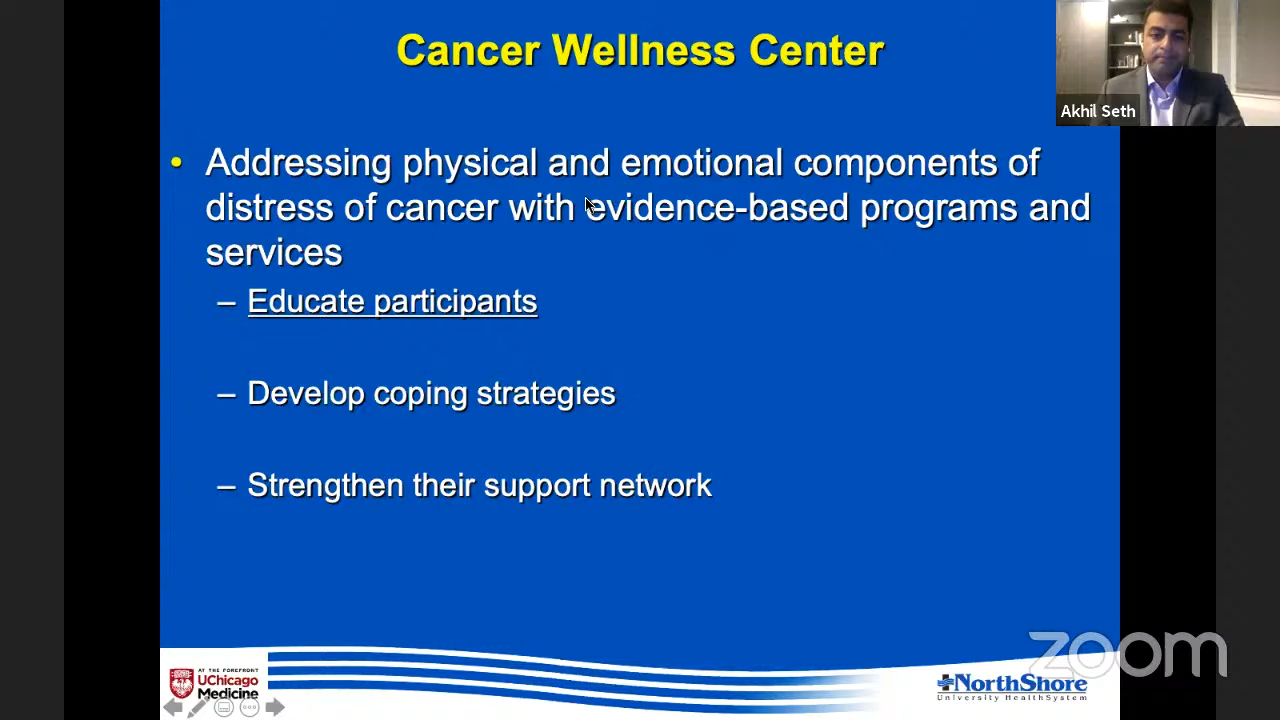 Cancer Wellness Center
Akhil Seth
• Addressing physical and emotional components of
distress of cancer with evidence-based programs and
services
– Educate participants
– Develop coping strategies
– Strengthen their support network
AT THE FOREFRONT
UChicago
Medicine
NorthShore
University HealthSystem
zoom